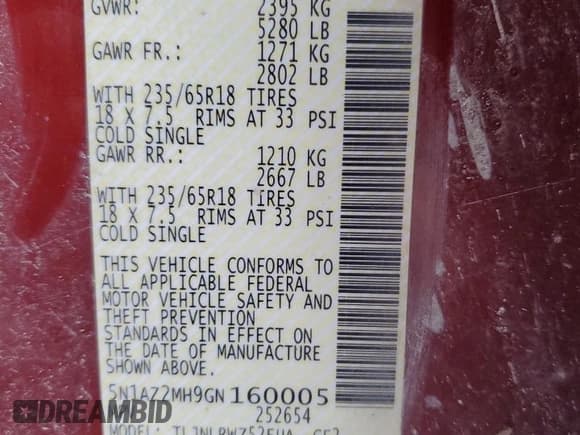 GVWR: 2395 KG
5280 LB
GAWR FR.: 1271 KG
2802 LB
WITH 235/65R18 TIRES
18 X 7.5 RIMS AT 33 PSI
COLD SINGLE
GAWR RR.: 1210 KG
2667 LB
WITH 235/65R18 TIRES
18 X 7.5 RIMS AT 33 PSI
COLD SINGLE
THIS VEHICLE CONFORMS TO
ALL APPLICABLE FEDERAL
MOTOR VEHICLE SAFETY AND
THEFT PREVENTION
STANDARDS IN EFFECT ON
THE DATE OF MANUFACTURE
SHOWN ABOVE.
5N1AZ2MH9GN160005
252654
MODEL:
DREAMBID